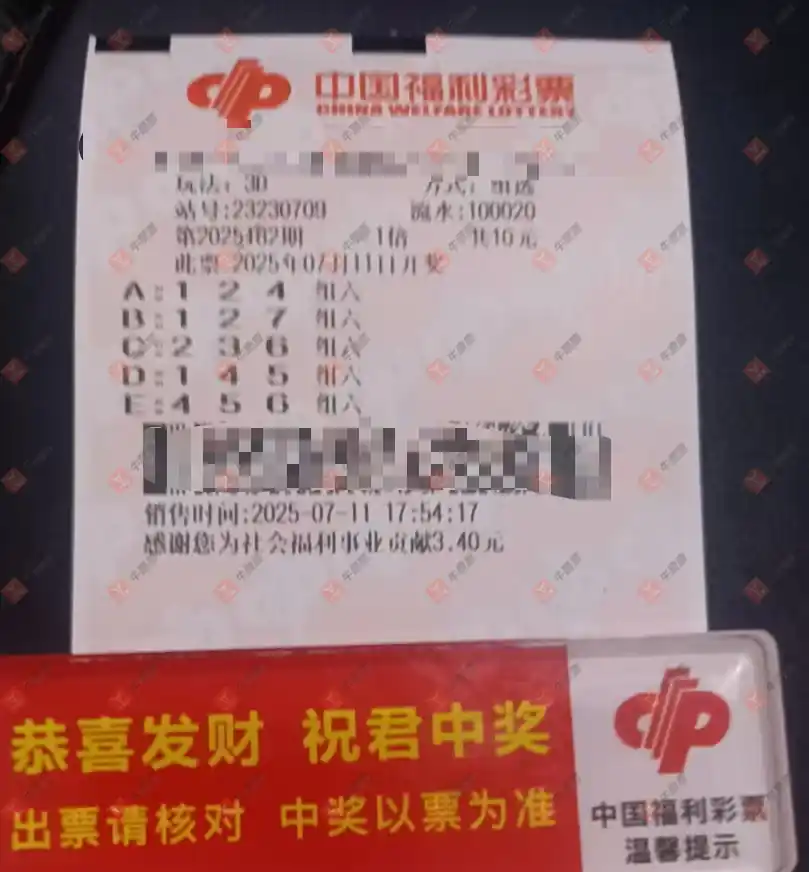 中国福利彩票
CHINA WELFARE LOTTERY
玩法：3D 方式：组选
站号:23230709 流水:100020
第2025182期 1倍 共10元
此票 2025年07月11日开奖
A:1 2 4 组六
B:1 2 7 组六
C:2 3 6 组六
D:1 4 5 组六
E:4 5 6 组六
销售时间:2025-07-11 17:54:17
感谢您为社会福利事业贡献3.40元
恭喜发财 祝君中奖
出票请核对 中奖以票为准
中国福利彩票
温馨提示